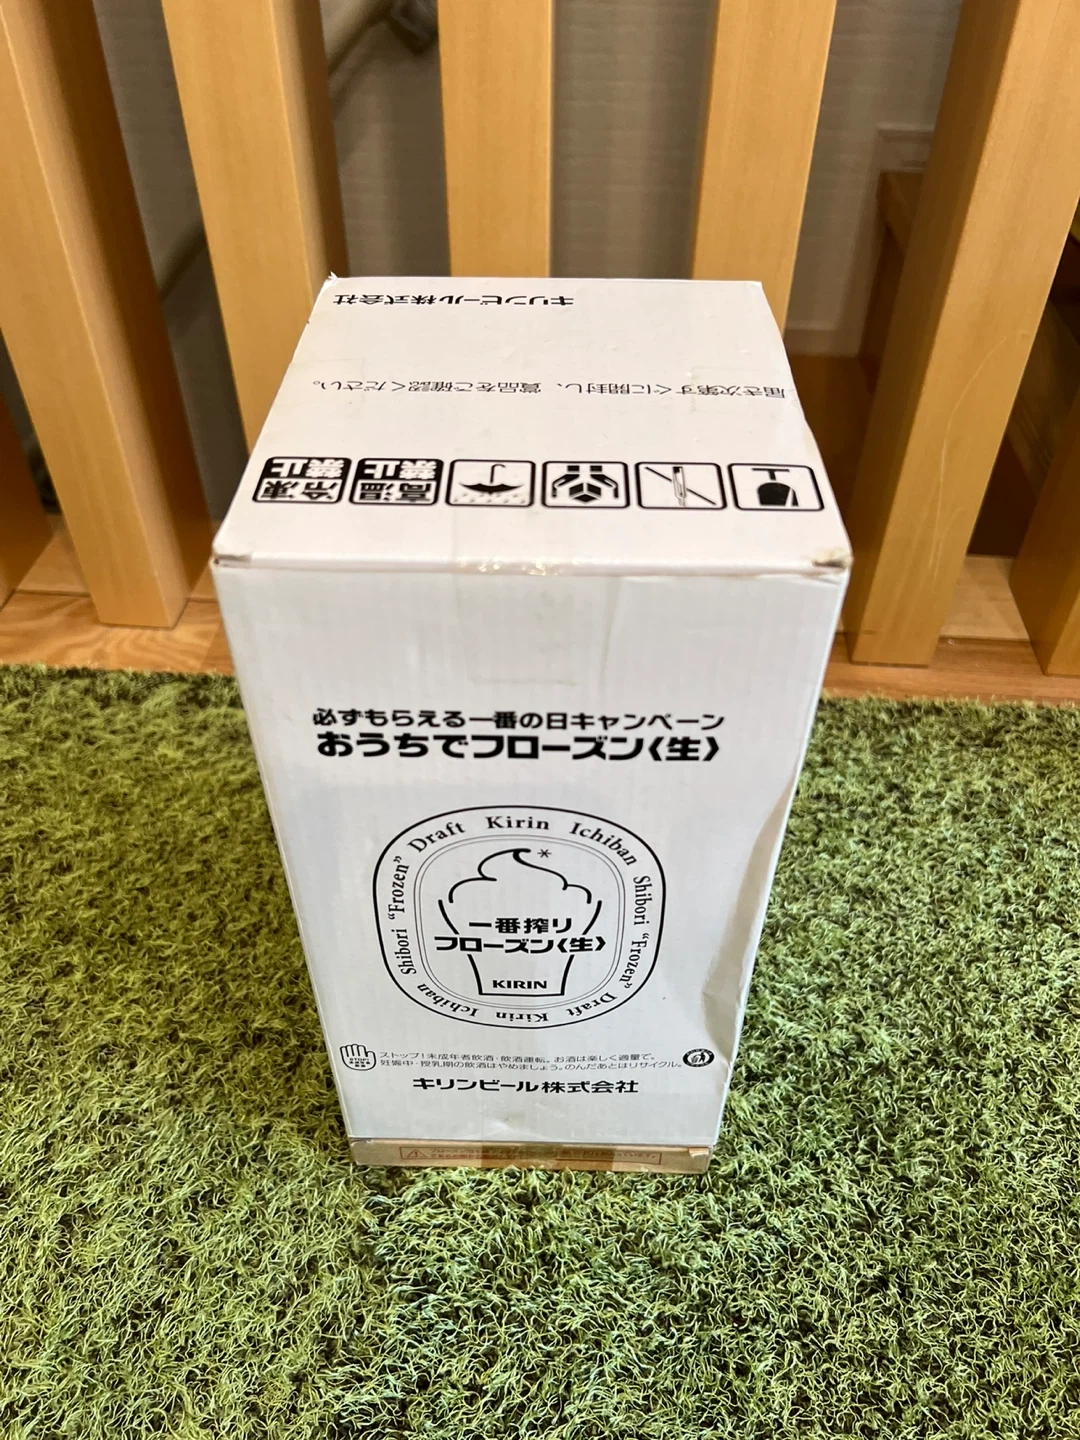 キリンビール株式会社
届き次第すぐに開封し、賞品をご確認ください。
高温禁止
冷凍禁止
必ずもらえる一番の日キャンペーン
おうちでフローズン〈生〉
Draft Kirin Ichiban Shibori “Frozen” Draft Kirin Ichiban Shibori “Frozen”
一番搾り
フローズン〈生〉
KIRIN
STOP!
ストップ!未成年者飲酒・飲酒運転。お酒は楽しく適量で。
妊娠中・授乳期の飲酒はやめましょう。のんだあとはリサイクル。
キリンビール株式会社